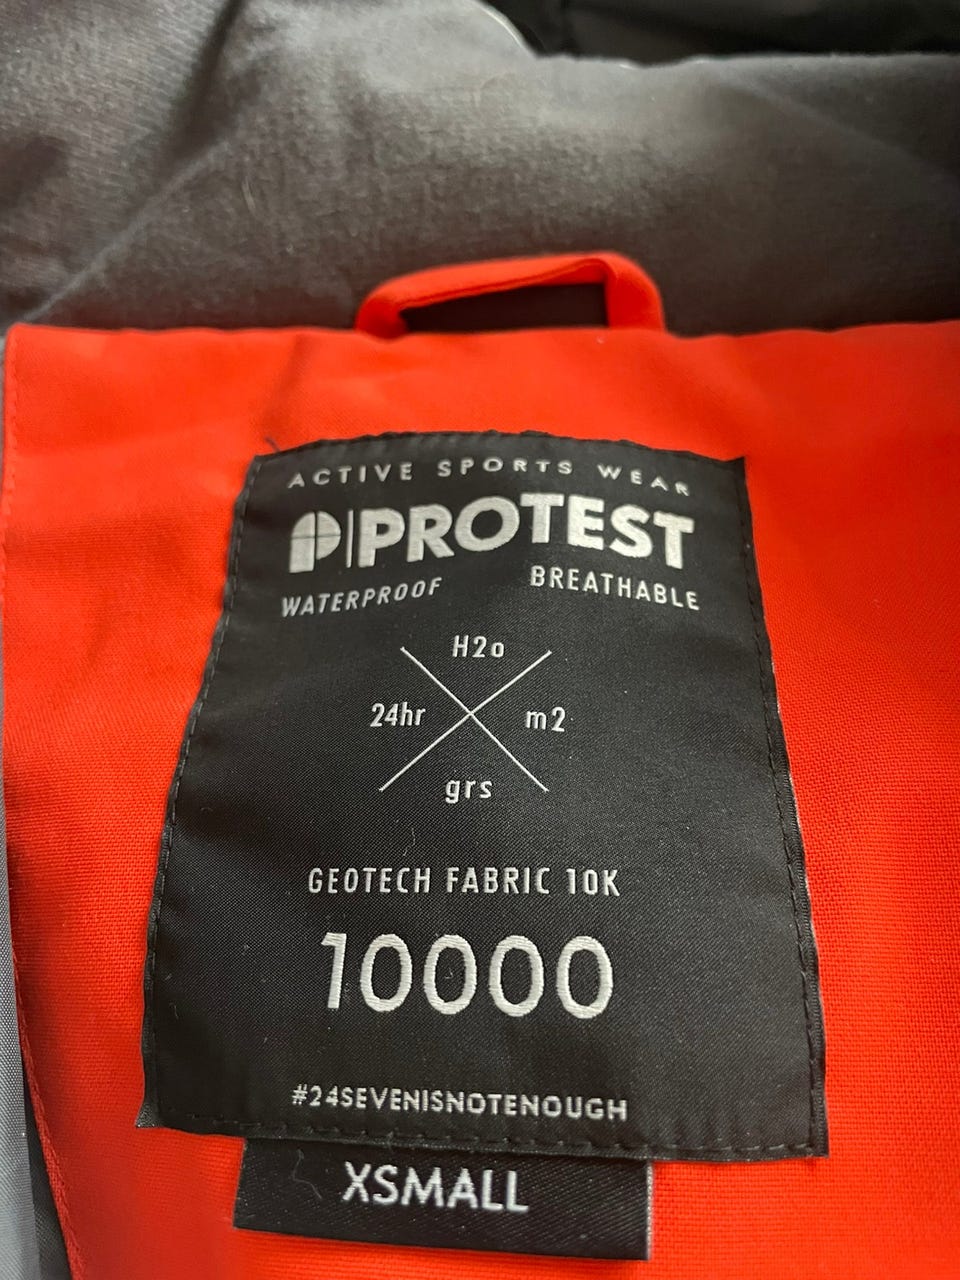 ACTIVE SPORTS WEAR
PROTEST
WATERPROOF BREATHABLE
H2o
24hr m2
grs
GEOTECH FABRIC 10K
10000
#24SEVENISNOTENOUGH
XSMALL